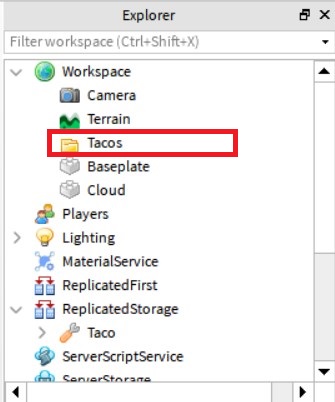 Explorer
Filter workspace (Ctrl+Shift+X)
Workspace
Camera
Terrain
Tacos
Baseplate
Cloud
Players
Lighting
MaterialService
ReplicatedFirst
ReplicatedStorage
Taco
ServerScriptService
ServerStorage